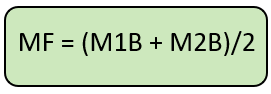 MF = (M1B + M2B)/2